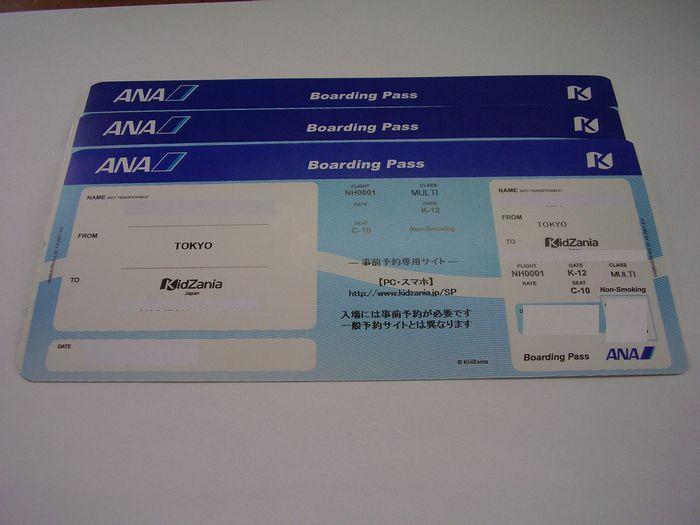 ANA Boarding Pass K
ANA Boarding Pass K
ANA Boarding Pass K
NAME (NOT TRANSFERABLE)
FROM
TOKYO
TO
KidZania
Japan
DATE
FLIGHT CLASS
NH0001 MULTI
RATE GATE
K-12
SEAT
C-10 Non-Smoking
―事前予約専用サイト―
【PC・スマホ】
http://www.kidzania.jp/SP
入場には事前予約が必要です
一般予約サイトとは異なります
© KidZania
NAME (NOT TRANSFERABLE)
FROM
TOKYO
TO
KidZania
FLIGHT GATE CLASS
NH0001 K-12 MULTI
RATE SEAT
C-10 Non-Smoking
Boarding Pass ANA